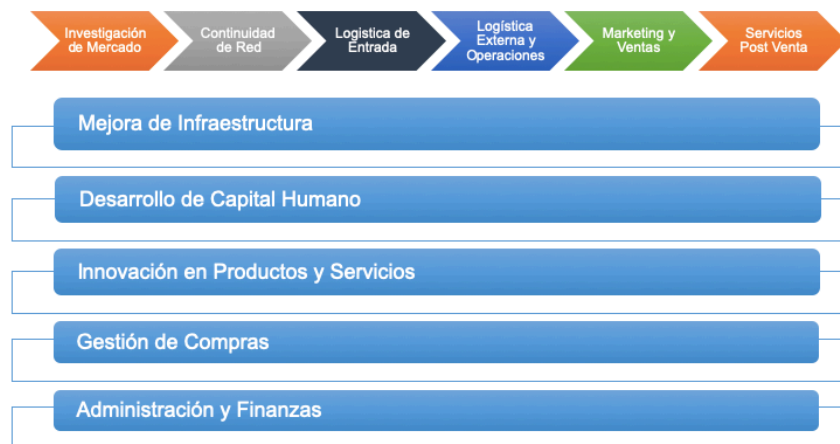 Investigación
de Mercado
Continuidad
de Red
Logistica de
Entrada
Logística
Externa y
Operaciones
Marketing y
Ventas
Servicios
Post Venta
Mejora de Infraestructura
Desarrollo de Capital Humano
Innovación en Productos y Servicios
Gestión de Compras
Administración y Finanzas